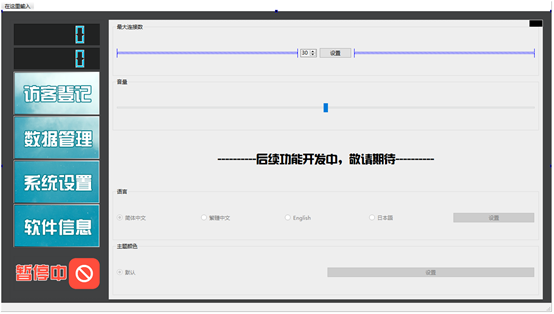 在这里输入
0
0
访客登记
数据管理
系统设置
软件信息
暂停中
最大连接数
30 设置
音量
----------后续功能开发中，敬请期待----------
语言
简体中文 繁體中文 English 日本語 设置
主题颜色
默认 设置